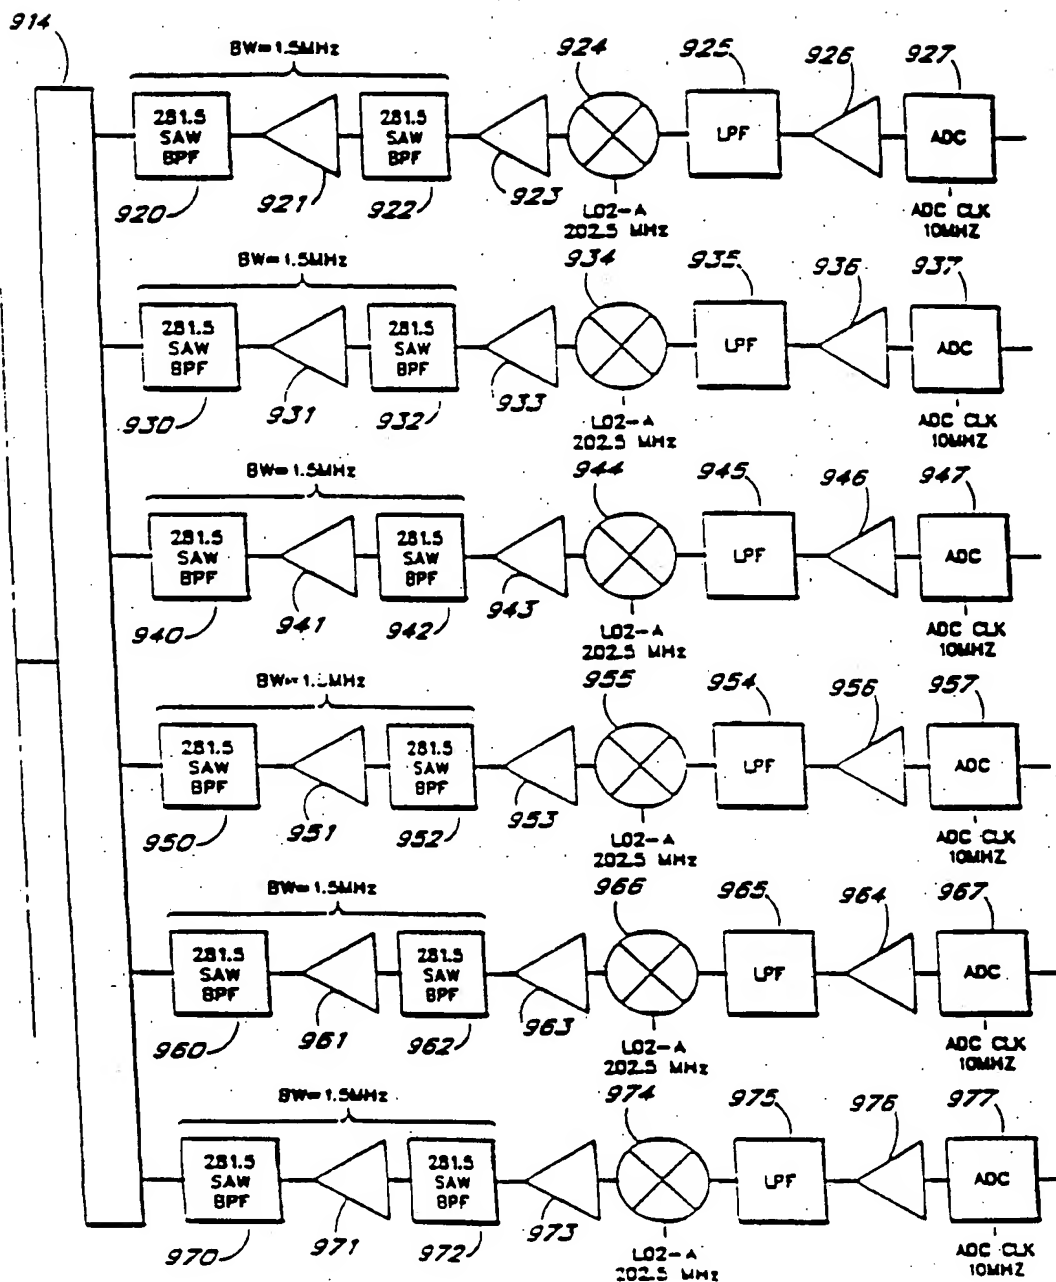 914
BW=1.5MHz
924
925
926
927
281.5
SAW
BPF
281.5
SAW
BPF
LPF
ADC
920
921
922
923
LO2-A
202.5 MHz
ADC CLK
10MHZ
BW=1.5MHz
934
935
936
937
281.5
SAW
BPF
281.5
SAW
BPF
LPF
ADC
930
931
932
933
LO2-A
202.5 MHz
ADC CLK
10MHZ
BW=1.5MHz
944
945
946
947
281.5
SAW
BPF
281.5
SAW
BPF
LPF
ADC
940
941
942
943
LO2-A
202.5 MHz
ADC CLK
10MHZ
BW=1.5MHz
955
954
956
957
281.5
SAW
BPF
281.5
SAW
BPF
LPF
ADC
950
951
952
953
LO2-A
202.5 MHz
ADC CLK
10MHZ
BW=1.5MHz
966
965
964
967
281.5
SAW
BPF
281.5
SAW
BPF
LPF
ADC
960
961
962
963
LO2-A
202.5 MHz
ADC CLK
10MHZ
BW=1.5MHz
974
975
976
977
281.5
SAW
BPF
281.5
SAW
BPF
LPF
ADC
970
971
972
973
LO2-A
202.5 MHz
ADC CLK
10MHZ